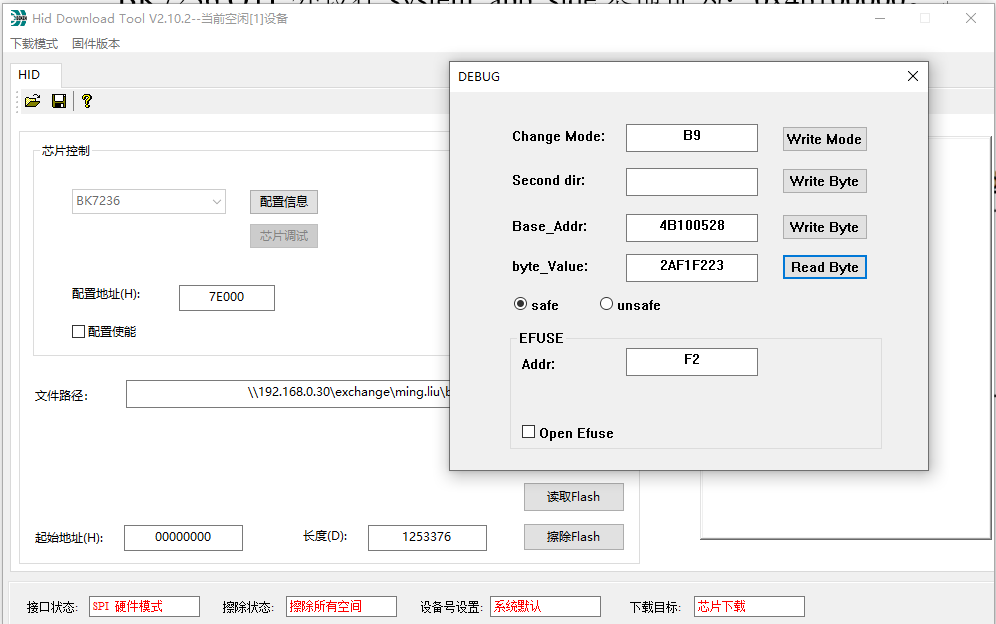 Hid Download Tool V2.10.2--当前空闲[1]设备
下载模式 固件版本
HID
芯片控制
BK7236
配置信息
芯片调试
配置地址(H): 7E000
配置使能
文件路径: \\192.168.0.30\exchange\ming.liu\b
读取Flash
起始地址(H): 00000000 长度(D): 1253376 擦除Flash
接口状态: SPI 硬件模式 擦除状态: 擦除所有空间 设备号设置: 系统默认 下载目标: 芯片下载
DEBUG
Change Mode: B9 Write Mode
Second dir: Write Byte
Base_Addr: 4B100528 Write Byte
byte_Value: 2AF1F223 Read Byte
safe unsafe
EFUSE
Addr: F2
Open Efuse